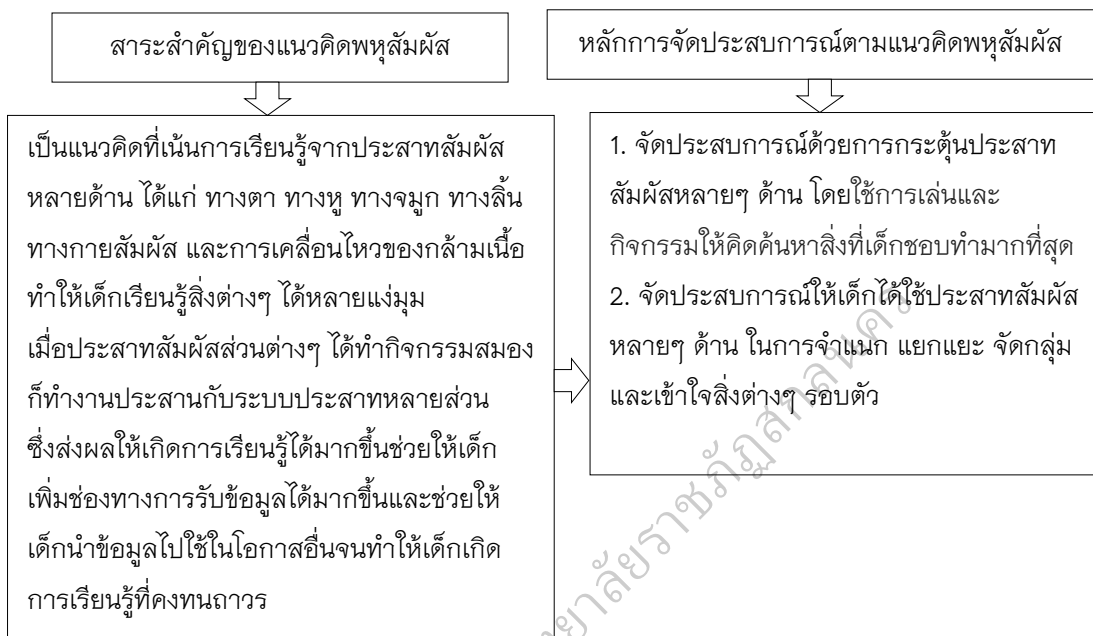 สาระสำคัญของแนวคิดพหุสัมผัส
เป็นแนวคิดที่เน้นการเรียนรู้จากประสาทสัมผัส
หลายด้าน ได้แก่ ทางตา ทางหู ทางจมูก ทางลิ้น
ทางกายสัมผัส และการเคลื่อนไหวของกล้ามเนื้อ
ทำให้เด็กเรียนรู้สิ่งต่างๆ ได้หลายแง่มุม
เมื่อประสาทสัมผัสส่วนต่างๆ ได้ทำกิจกรรมสมอง
ก็ทำงานประสานกับระบบประสาทหลายส่วน
ซึ่งส่งผลให้เกิดการเรียนรู้ได้มากขึ้นช่วยให้เด็ก
เพิ่มช่องทางการรับข้อมูลได้มากขึ้นและช่วยให้
เด็กนำข้อมูลไปใช้ในโอกาสอื่นจนทำให้เด็กเกิด
การเรียนรู้ที่คงทนถาวร
หลักการจัดประสบการณ์ตามแนวคิดพหุสัมผัส
1. จัดประสบการณ์ด้วยการกระตุ้นประสาท
สัมผัสหลายๆ ด้าน โดยใช้การเล่นและ
กิจกรรมให้คิดค้นหาสิ่งที่เด็กชอบทำมากที่สุด
2. จัดประสบการณ์ให้เด็กได้ใช้ประสาทสัมผัส
หลายๆ ด้าน ในการจำแนก แยกแยะ จัดกลุ่ม
และเข้าใจสิ่งต่างๆ รอบตัว
ยาลัยราชภัฏสกลนคร